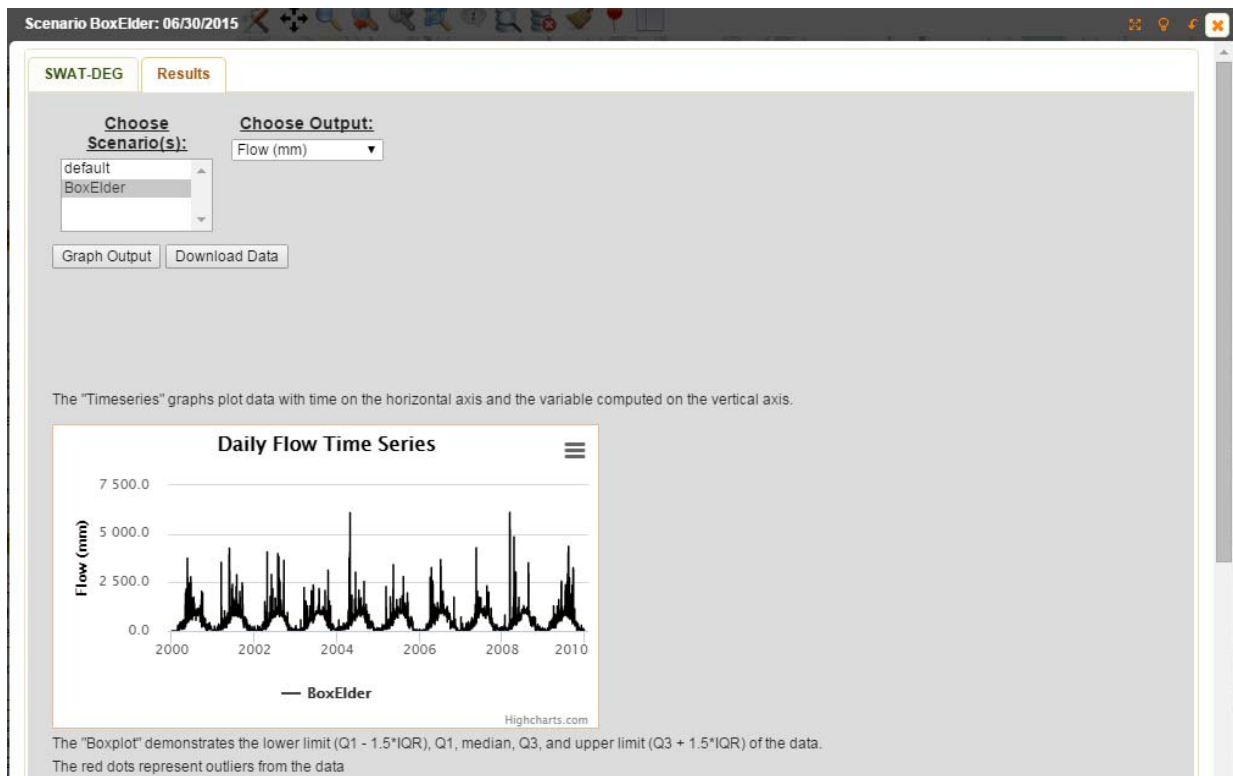 Scenario BoxElder: 06/30/2015
SWAT-DEG
Results
Choose
Scenario(s):
Choose Output:
Flow (mm)
default
BoxElder
Graph Output
Download Data
The "Timeseries" graphs plot data with time on the horizontal axis and the variable computed on the vertical axis.
Daily Flow Time Series
Flow (mm)
7 500.0
5 000.0
2 500.0
0.0
2000 2002 2004 2006 2008 2010
BoxElder
Highcharts.com
The "Boxplot" demonstrates the lower limit (Q1 - 1.5*IQR), Q1, median, Q3, and upper limit (Q3 + 1.5*IQR) of the data.
The red dots represent outliers from the data